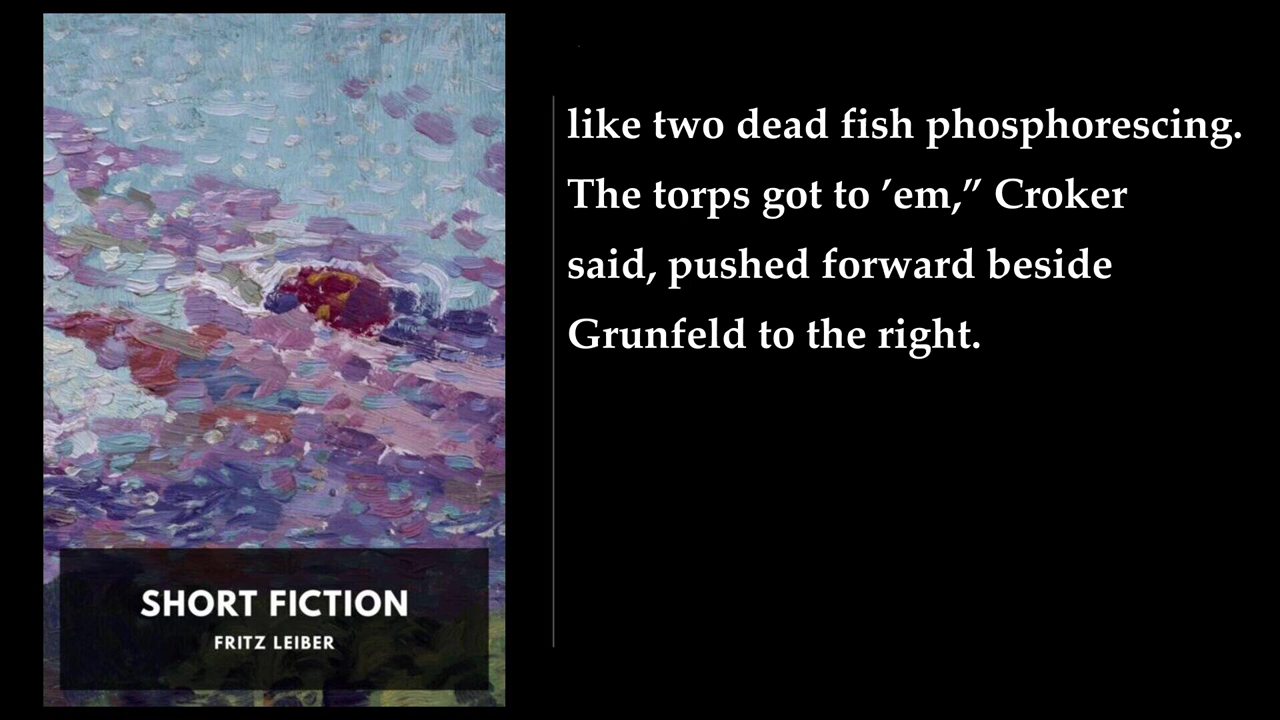 like two dead fish phosphorescing.
The torps got to ’em,” Croker
said, pushed forward beside
Grunfeld to the right.
SHORT FICTION
FRITZ LEIBER